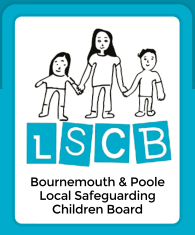 LSCB
Bournemouth & Poole
Local Safeguarding
Children Board